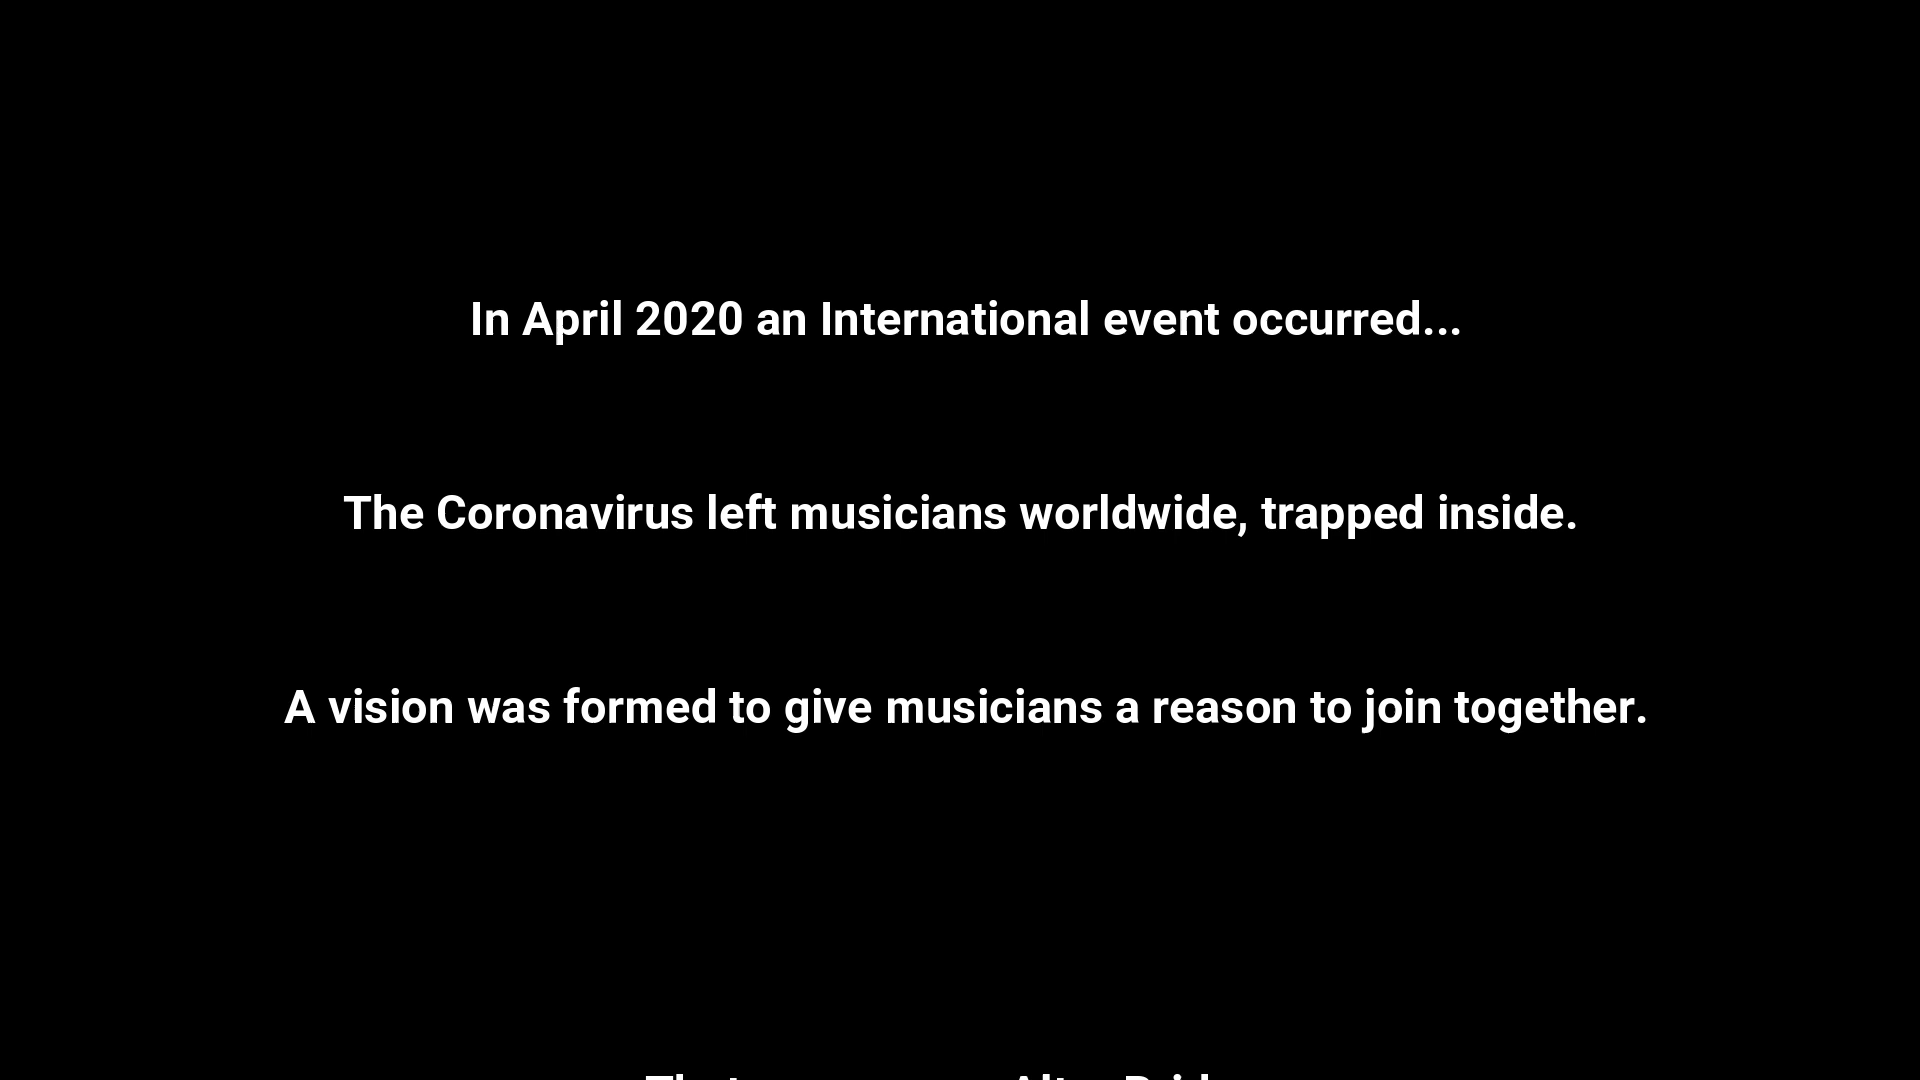 In April 2020 an International event occurred...
The Coronavirus left musicians worldwide, trapped inside.
A vision was formed to give musicians a reason to join together.